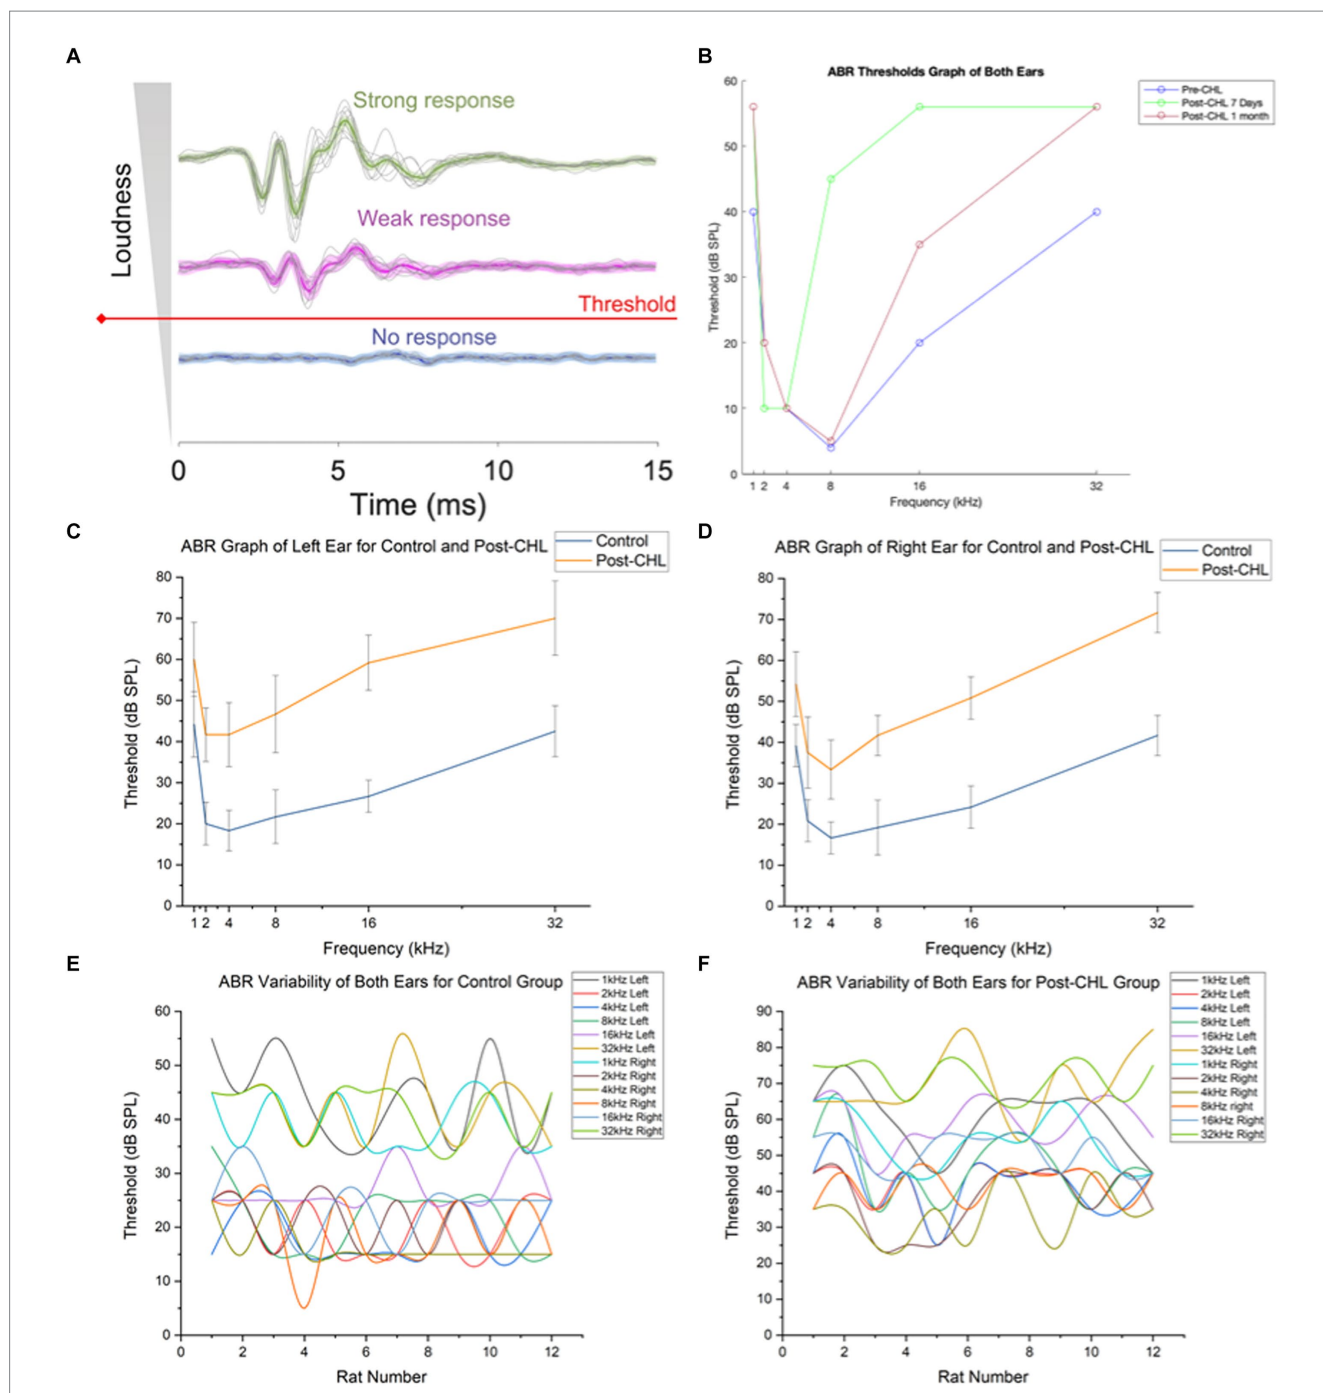 A
Loudness
Strong response
Weak response
Threshold
No response
0 5 10 15
Time (ms)
B
ABR Thresholds Graph of Both Ears
Pre-CHL
Post-CHL 7 Days
Post-CHL 1 month
Threshold (dB SPL)
60
50
40
30
20
10
0
1 2 4 8 16 32
Frequency (kHz)
C
ABR Graph of Left Ear for Control and Post-CHL
Control
Post-CHL
Threshold (dB SPL)
80
70
60
50
40
30
20
10
0
1 2 4 8 16 32
Frequency (kHz)
D
ABR Graph of Right Ear for Control and Post-CHL
Control
Post-CHL
Threshold (dB SPL)
80
70
60
50
40
30
20
10
0
1 2 4 8 16 32
Frequency (kHz)
E
ABR Variability of Both Ears for Control Group
1kHz Left
2kHz Left
4kHz Left
8kHz Left
16kHz Left
32kHz Left
1kHz Right
2kHz Right
4kHz Right
8kHz Right
16kHz Right
32kHz Right
Threshold (dB SPL)
60
50
40
30
20
10
0
0 2 4 6 8 10 12
Rat Number
F
ABR Variability of Both Ears for Post-CHL Group
1kHz Left
2kHz Left
4kHz Left
8kHz Left
16kHz Left
32kHz Left
1kHz Right
2kHz Right
4kHz Right
8kHz right
16kHz Right
32kHz Right
Threshold (dB SPL)
90
80
70
60
50
40
30
20
10
0
0 2 4 6 8 10 12
Rat Number